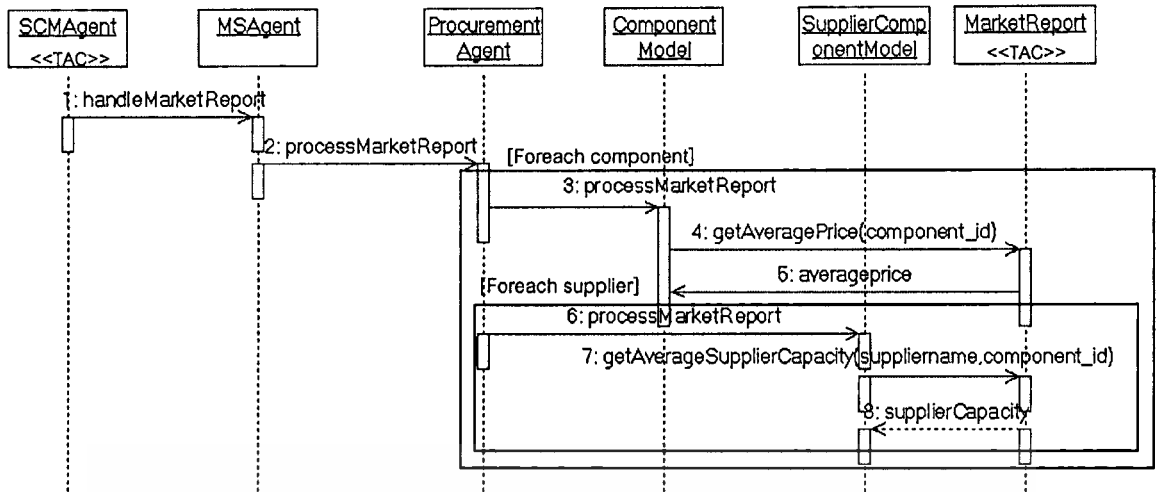 SCMAgent
<<TAC>>
MSAgent
Procurement
Agent
Component
Model
SupplierComp
onentModel
MarketReport
<<TAC>>
1: handleMarketReport
2: processMarketReport
[Foreach component]
3: processMarketReport
4: getAveragePrice(component_id)
5: averageprice
[Foreach supplier]
6: processMarketReport
7: getAverageSupplierCapacity(suppliername,component_id)
8: supplierCapacity